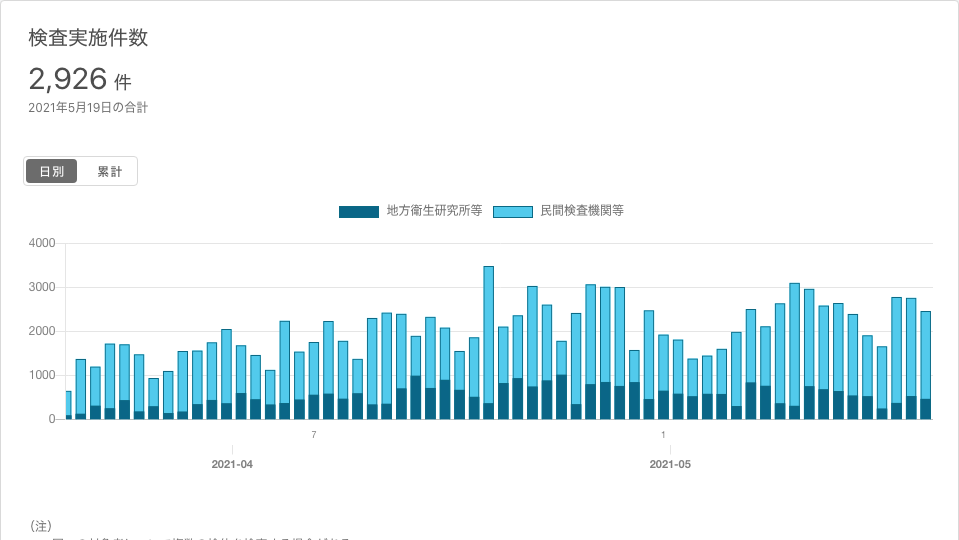 検査実施件数
2,926 件
2021年5月19日の合計
日別 累計
地方衛生研究所等 民間検査機関等
4000
3000
2000
1000
0
7 1
2021-04 2021-05
（注）